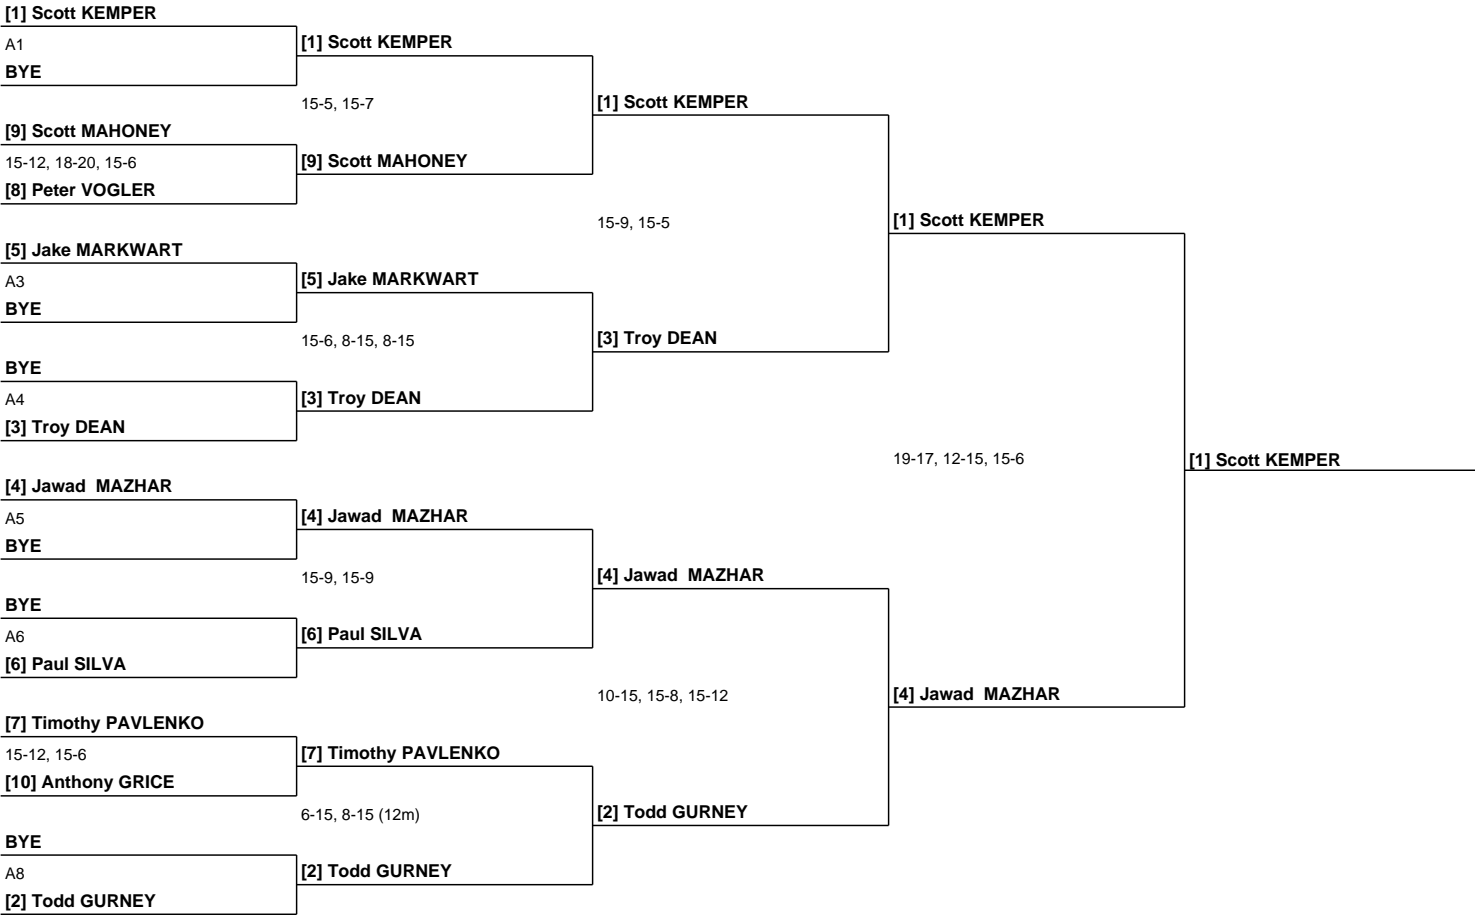 [1] Scott KEMPER
A1
BYE
[1] Scott KEMPER
15-5, 15-7
[9] Scott MAHONEY
15-12, 18-20, 15-6
[8] Peter VOGLER
[9] Scott MAHONEY
[1] Scott KEMPER
15-9, 15-5
[5] Jake MARKWART
A3
BYE
[5] Jake MARKWART
15-6, 8-15, 8-15
BYE
A4
[3] Troy DEAN
[3] Troy DEAN
[3] Troy DEAN
[1] Scott KEMPER
19-17, 12-15, 15-6
[1] Scott KEMPER
[4] Jawad  MAZHAR
A5
BYE
[4] Jawad  MAZHAR
15-9, 15-9
BYE
A6
[6] Paul SILVA
[6] Paul SILVA
[4] Jawad  MAZHAR
10-15, 15-8, 15-12
[4] Jawad  MAZHAR
[7] Timothy PAVLENKO
15-12, 15-6
[10] Anthony GRICE
[7] Timothy PAVLENKO
6-15, 8-15 (12m)
BYE
A8
[2] Todd GURNEY
[2] Todd GURNEY
[2] Todd GURNEY